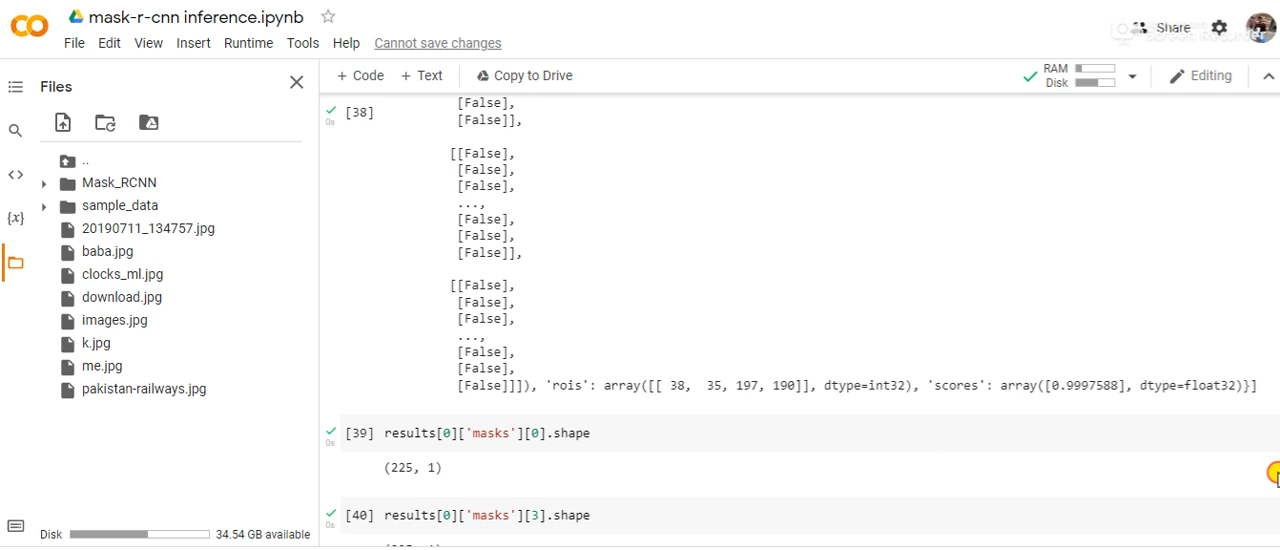 mask-r-cnn inference.ipynb
Share
File Edit View Insert Runtime Tools Help Cannot save changes
Files
+ Code + Text Copy to Drive
RAM
Disk
Editing
..
Mask_RCNN
sample_data
20190711_134757.jpg
baba.jpg
clocks_ml.jpg
download.jpg
images.jpg
k.jpg
me.jpg
pakistan-railways.jpg
Disk 34.54 GB available
[False],
[38] [False]],
0s
[[False],
[False],
[False],
...,
[False],
[False],
[False]],
[[False],
[False],
[False],
...,
[False],
[False],
[False]]]), 'rois': array([[ 38, 35, 197, 190]], dtype=int32), 'scores': array([0.9997588], dtype=float32)}]
[39] results[0]['masks'][0].shape
0s
(225, 1)
[40] results[0]['masks'][3].shape
0s